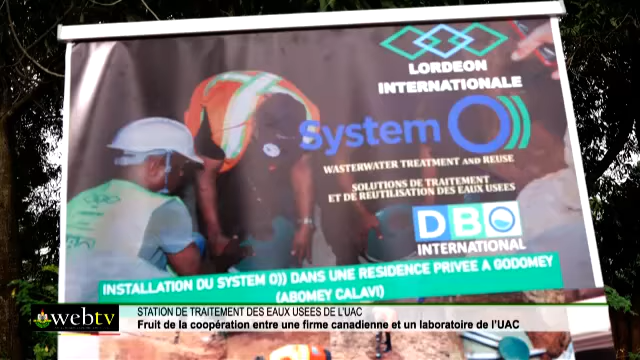 LORDEON
INTERNATIONALE
System O))
WASTERWATER TREATMENT AND REUSE
SOLUTIONS DE TRAITEMENT
ET DE REUTILISATION DES EAUX USEES
DBO
INTERNATIONAL
INSTALLATION DU SYSTEM O)) DANS UNE RESIDENCE PRIVEE A GODOMEY
(ABOMEY CALAVI)
webtv
STATION DE TRAITEMENT DES EAUX USEES DE L'UAC
Fruit de la coopération entre une firme canadienne et un laboratoire de l'UAC